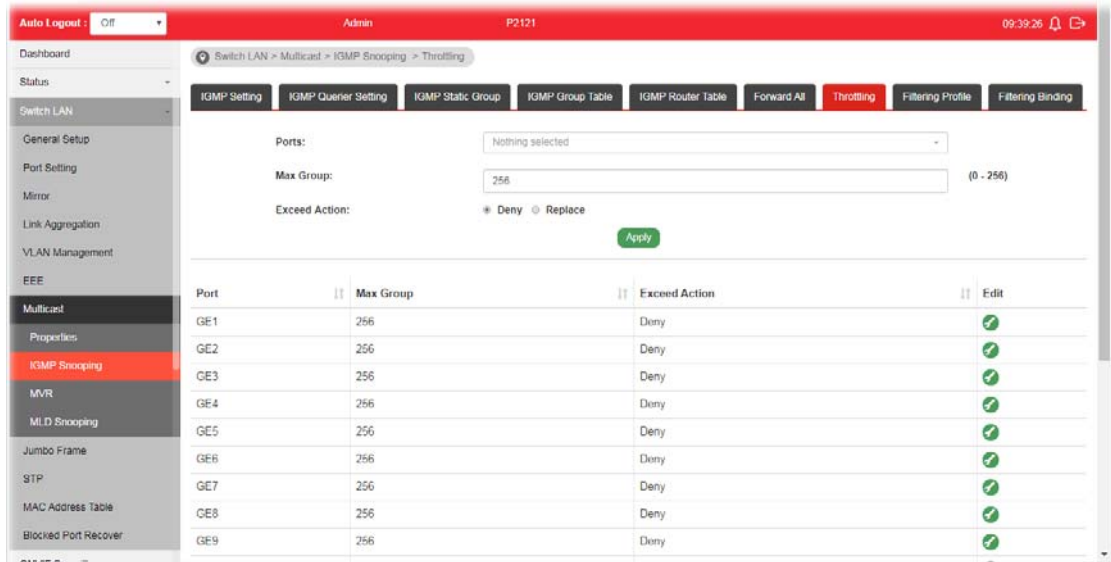 Auto Logout : Off Admin P2121 09:39:26
Dashboard
Status
Switch LAN
General Setup
Port Setting
Mirror
Link Aggregation
VLAN Management
EEE
Multicast
Properties
IGMP Snooping
MVR
MLD Snooping
Jumbo Frame
STP
MAC Address Table
Blocked Port Recover
Switch LAN > Multicast > IGMP Snooping > Throttling
IGMP Setting IGMP Querier Setting IGMP Static Group IGMP Group Table IGMP Router Table Forward All Throttling Filtering Profile Filtering Binding
Ports: Nothing selected
Max Group: 256 (0 - 256)
Exceed Action: Deny Replace
Apply
Port Max Group Exceed Action Edit
GE1 256 Deny
GE2 256 Deny
GE3 256 Deny
GE4 256 Deny
GE5 256 Deny
GE6 256 Deny
GE7 256 Deny
GE8 256 Deny
GE9 256 Deny